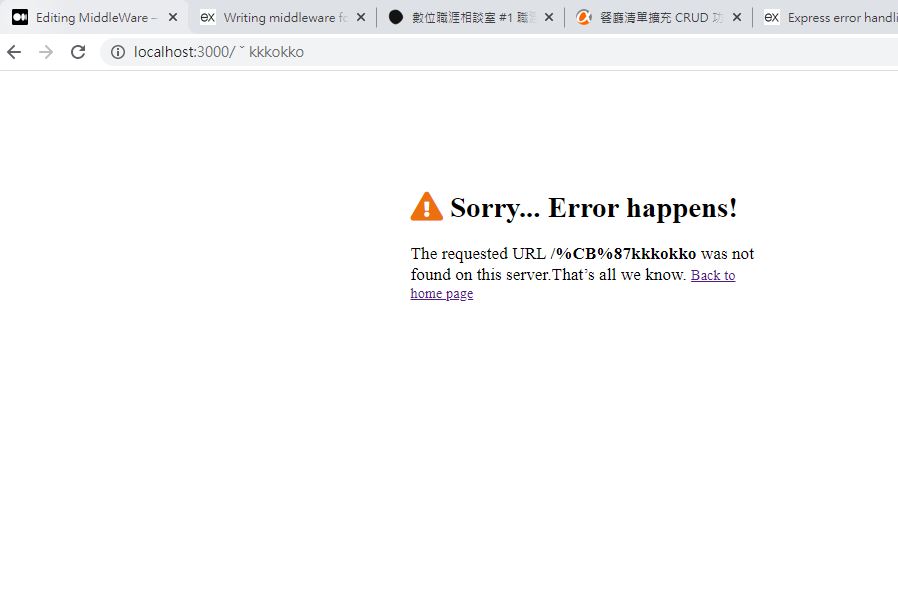 Editing MiddleWare –
Writing middleware fo
數位職涯相談室 #1 職
餐廳清單擴充 CRUD 功
Express error handli
localhost:3000/ˇkkkokko
Sorry... Error happens!
The requested URL /%CB%87kkkokko was not
found on this server.That’s all we know. Back to
home page